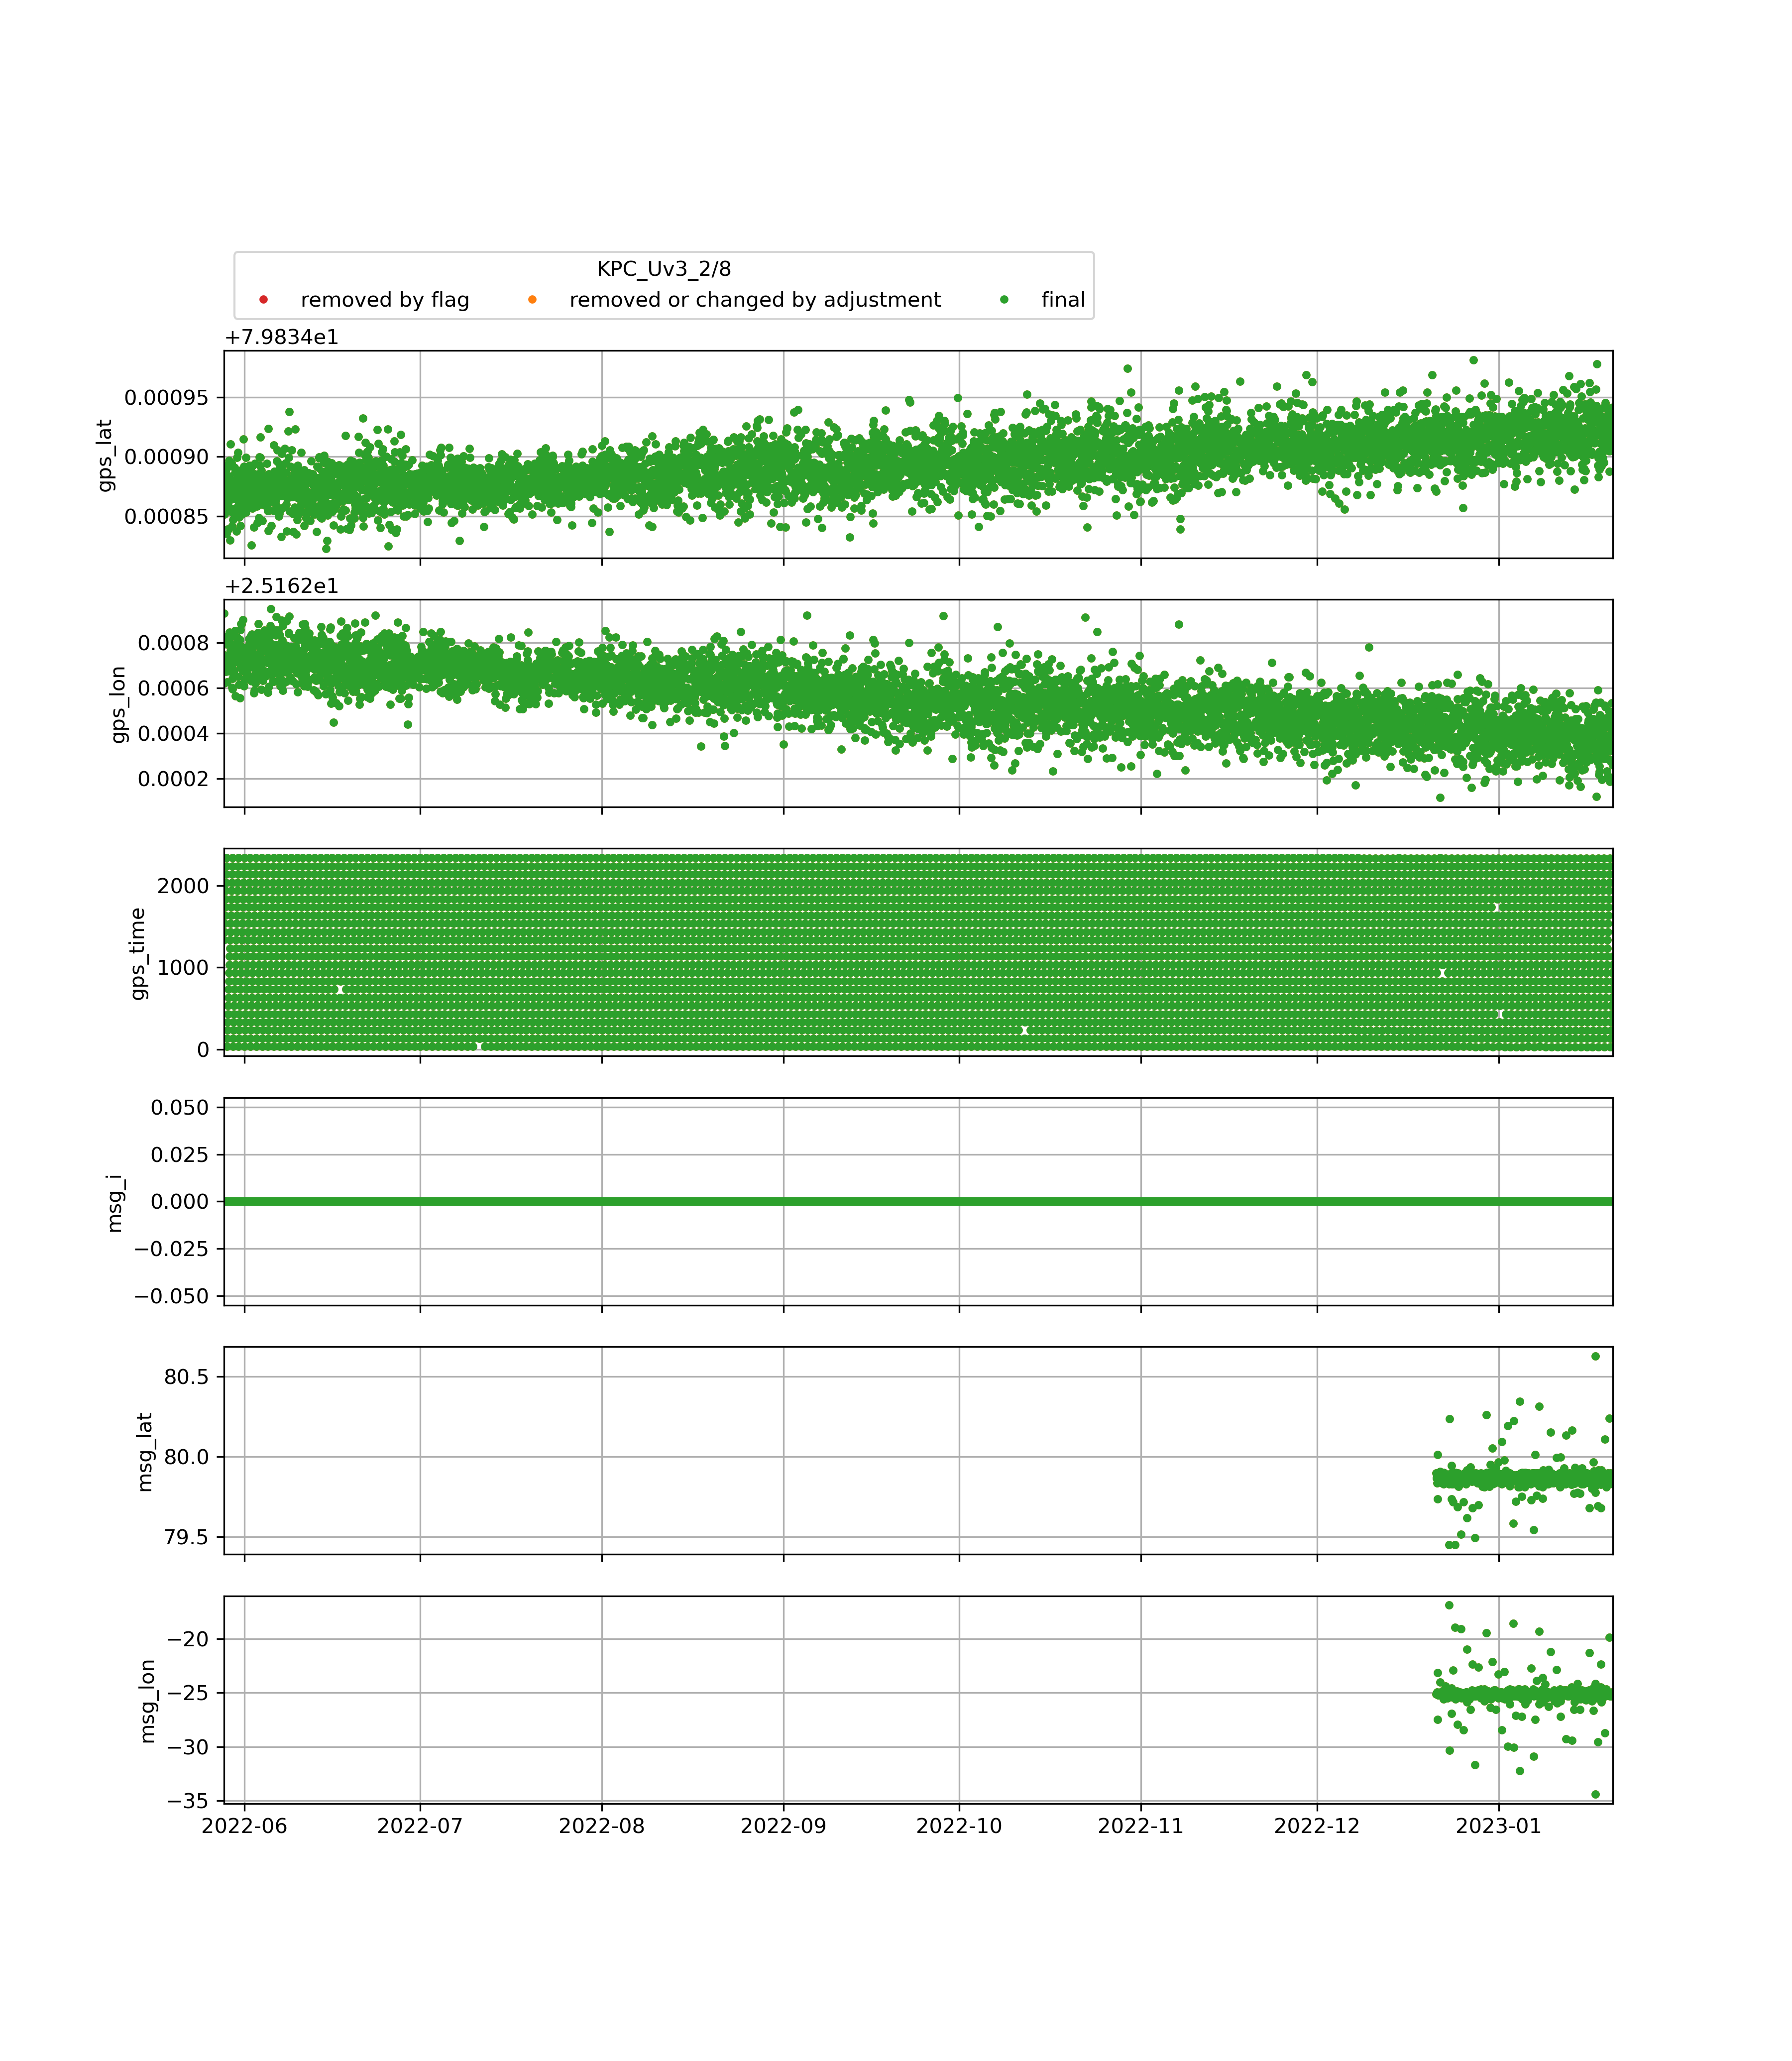 KPC_Uv3_2/8
removed by flag removed or changed by adjustment final
+7.9834e1
0.00095
0.00090
0.00085
gps_lat
+2.5162e1
0.0008
0.0006
0.0004
0.0002
gps_lon
2000
1000
0
gps_time
0.050
0.025
0.000
−0.025
−0.050
msg_i
80.5
80.0
79.5
msg_lat
−20
−25
−30
−35
msg_lon
2022-06 2022-07 2022-08 2022-09 2022-10 2022-11 2022-12 2023-01